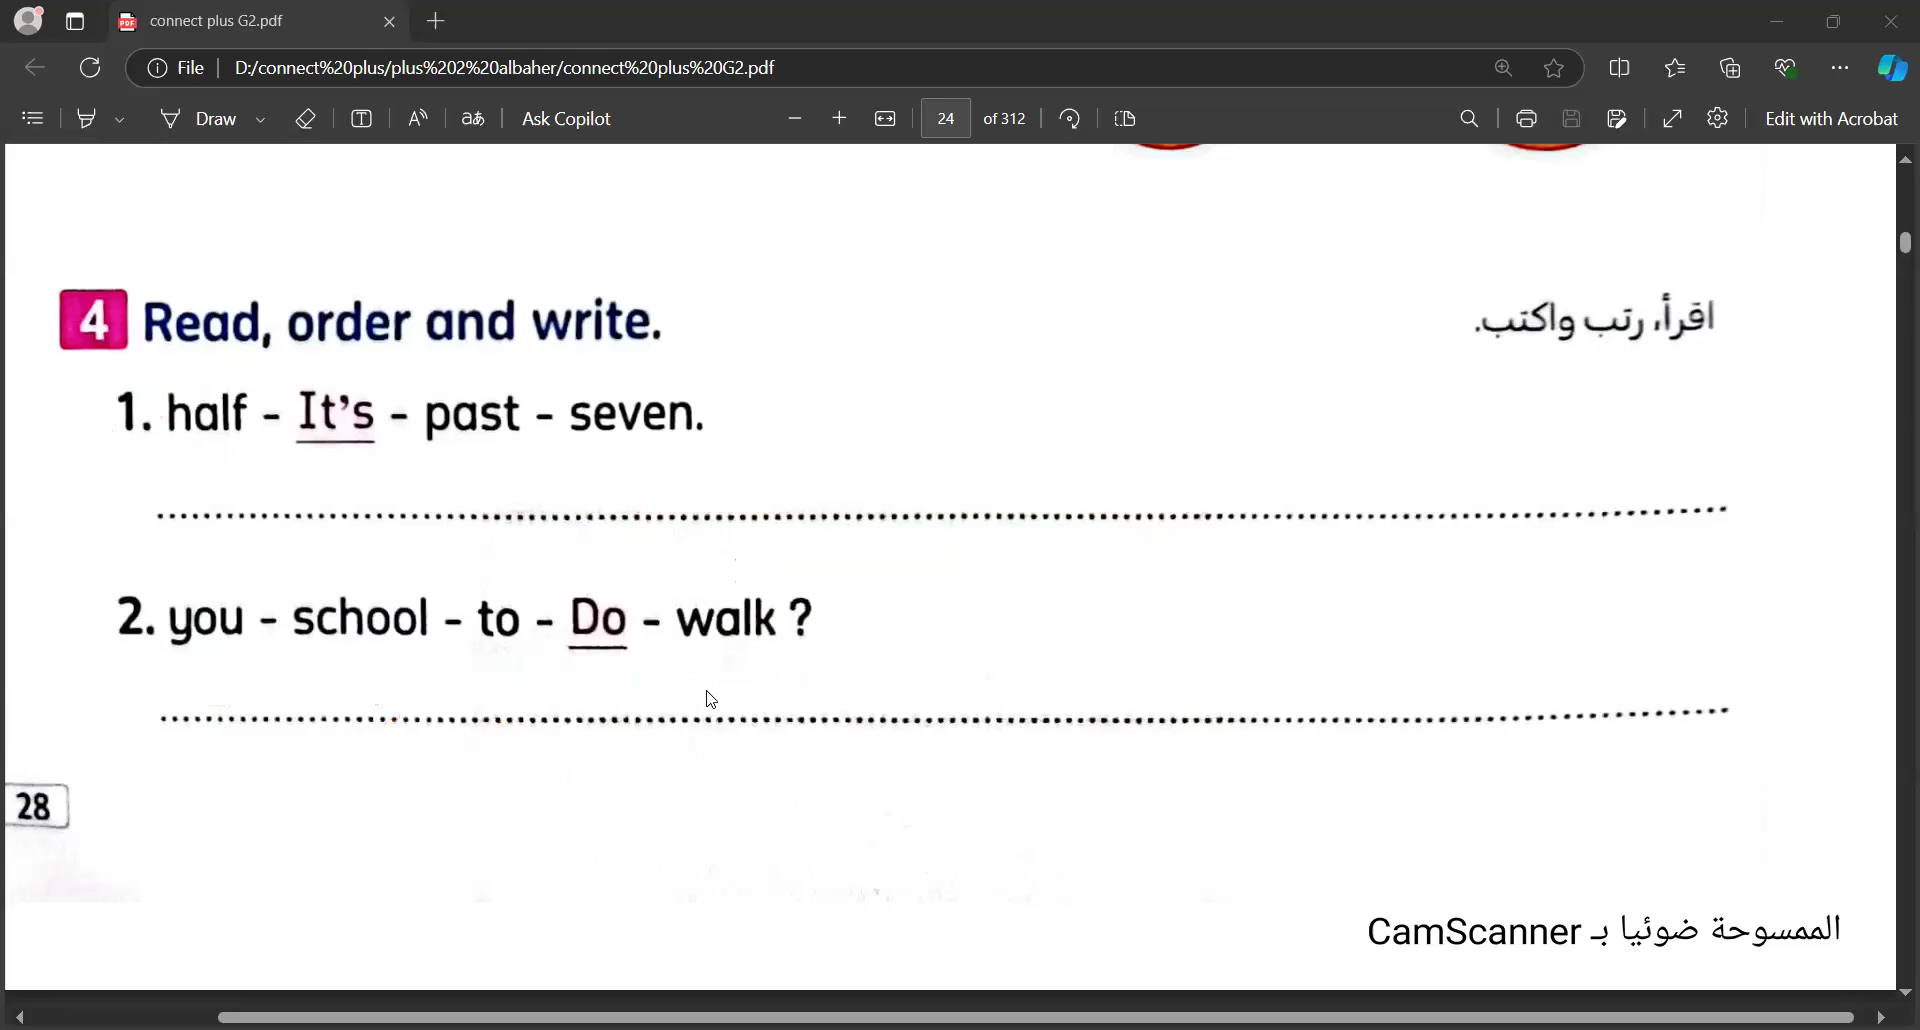 connect plus G2.pdf
File D:/connect%20plus/plus%202%20albaher/connect%20plus%20G2.pdf
Draw aあ Ask Copilot 24 of 312 Edit with Acrobat
4 Read, order and write. اقرأ، رتب واكتب.
1. half - It's - past - seven.
2. you - school - to - Do - walk ?
28
الممسوحة ضوئيا بـ CamScanner